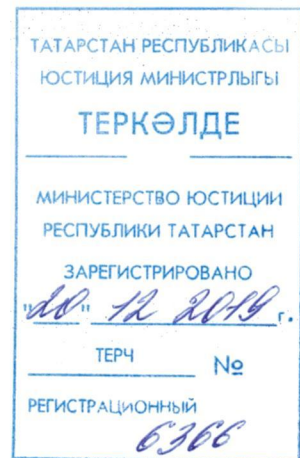 ТАТАРСТАН РЕСПУБЛИКАСЫ
ЮСТИЦИЯ МИНИСТРЛЫГЫ
ТЕРКӘЛДЕ
МИНИСТЕРСТВО ЮСТИЦИИ
РЕСПУБЛИКИ ТАТАРСТАН
ЗАРЕГИСТРИРОВАНО
"20" 12 2019 г.
ТЕРЧ №
РЕГИСТРАЦИОННЫЙ
6366